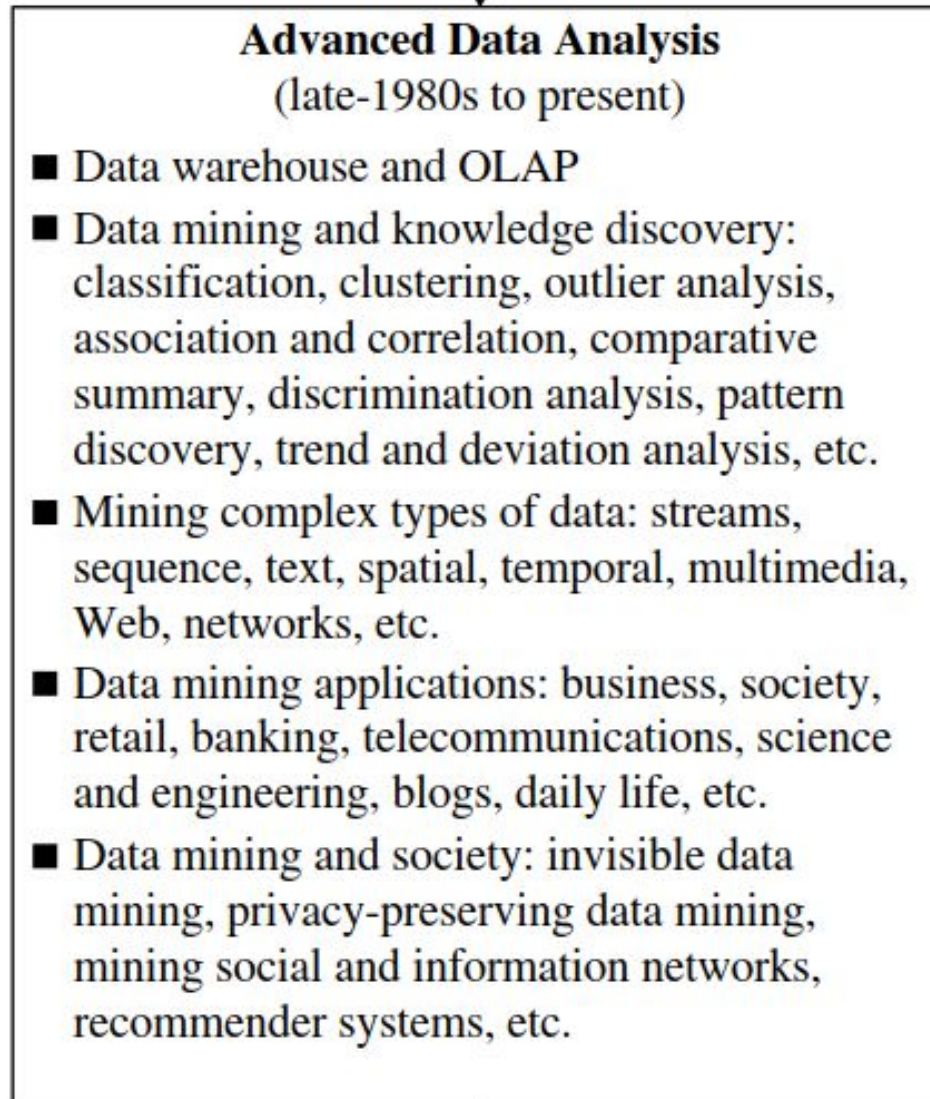 Advanced Data Analysis
(late-1980s to present)
■ Data warehouse and OLAP
■ Data mining and knowledge discovery:
classification, clustering, outlier analysis,
association and correlation, comparative
summary, discrimination analysis, pattern
discovery, trend and deviation analysis, etc.
■ Mining complex types of data: streams,
sequence, text, spatial, temporal, multimedia,
Web, networks, etc.
■ Data mining applications: business, society,
retail, banking, telecommunications, science
and engineering, blogs, daily life, etc.
■ Data mining and society: invisible data
mining, privacy-preserving data mining,
mining social and information networks,
recommender systems, etc.